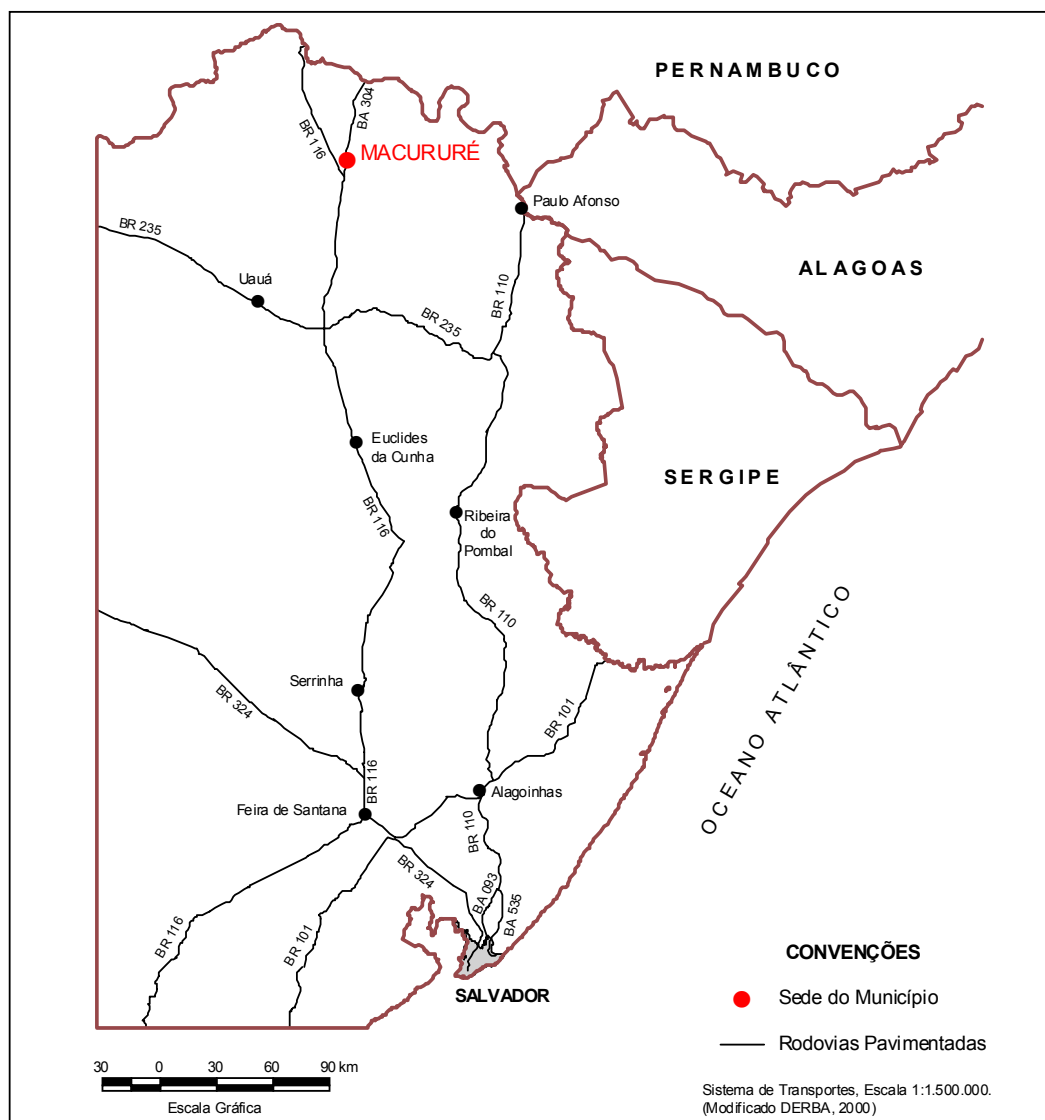 PERNAMBUCO
BA 304
BR 116
MACURURÉ
Paulo Afonso
BR 235
ALAGOAS
Uauá
BR 110
BR 235
Euclides
da Cunha
SERGIPE
BR 116
Ribeira
do
Pombal
BR 110
OCEANO ATLÂNTICO
Serrinha
BR 324
BR 101
BR 116
Alagoinhas
Feira de Santana
BR 110
BR 324
BA 093
BA 535
BR 116
BR 101
SALVADOR
CONVENÇÕES
Sede do Município
Rodovias Pavimentadas
30 0 30 60 90 km
Escala Gráfica
Sistema de Transportes, Escala 1:1.500.000.
(Modificado DERBA, 2000)